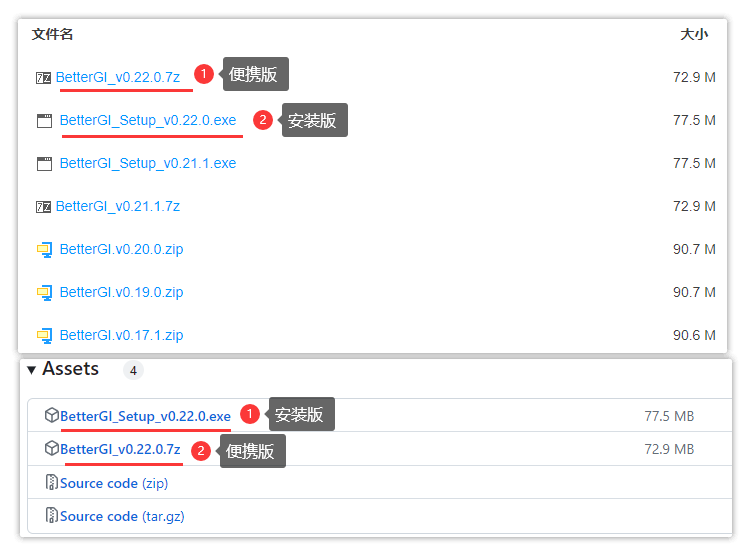 文件名 大小
BetterGI_v0.22.0.7z 1 便携版 72.9 M
BetterGI_Setup_v0.22.0.exe 2 安装版 77.5 M
BetterGI_Setup_v0.21.1.exe 77.5 M
BetterGI_v0.21.1.7z 72.9 M
BetterGI.v0.20.0.zip 90.7 M
BetterGI.v0.19.0.zip 90.7 M
BetterGI.v0.17.1.zip 90.6 M
Assets 4
BetterGI_Setup_v0.22.0.exe 1 安装版 77.5 MB
BetterGI_v0.22.0.7z 2 便携版 72.9 MB
Source code (zip)
Source code (tar.gz)